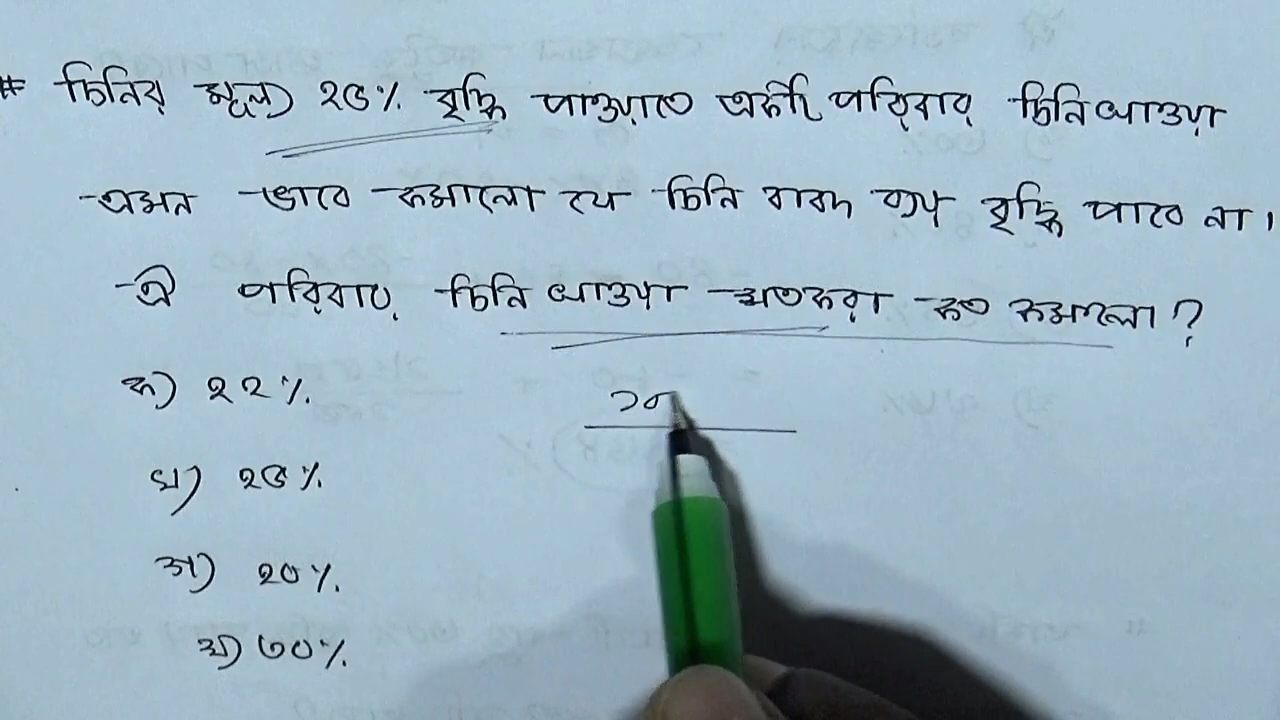 # চিনির মূল্য ২৫% বৃদ্ধি পাওয়াতে একটি পরিবার চিনি খাওয়া
এমন ভাবে কমালো যে চিনি বাবদ ব্যয় বৃদ্ধি পাবে না।
ঐ পরিবার চিনি খাওয়া শতকরা কত কমালো?
ক) ২২%
খ) ২৫%
গ) ২০%
ঘ) ৩০%
১০